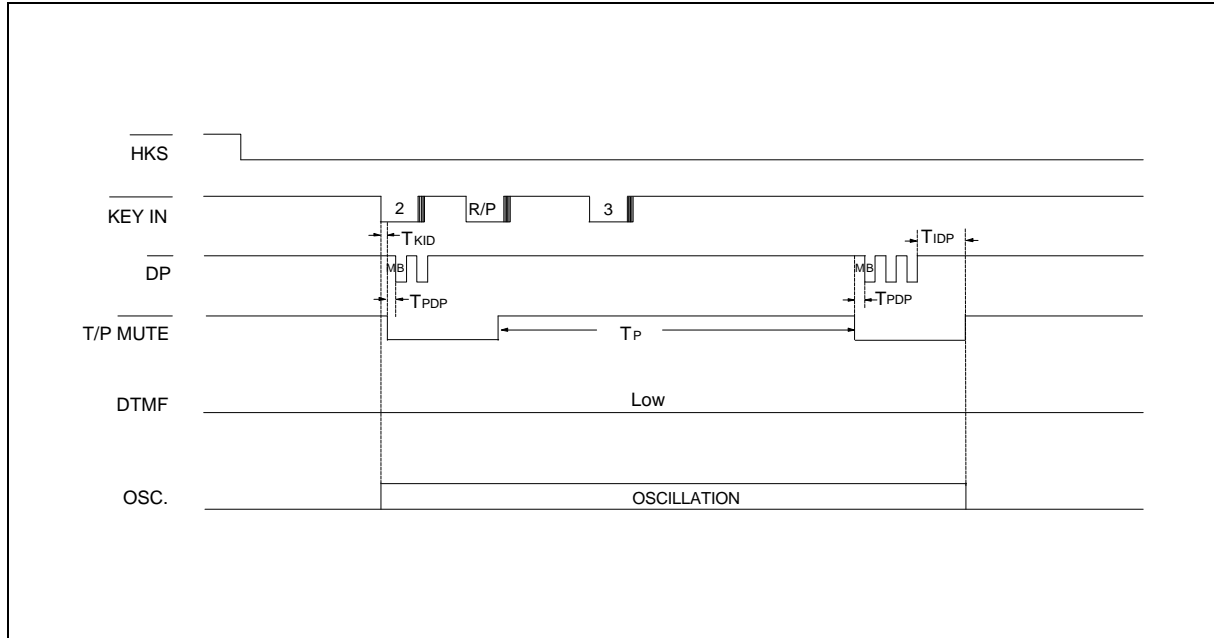 HKS
KEY IN
2
R/P
3
TKID
TIDP
DP
MB
MB
TPDP
TPDP
T/P MUTE
TP
DTMF
Low
OSC.
OSCILLATION